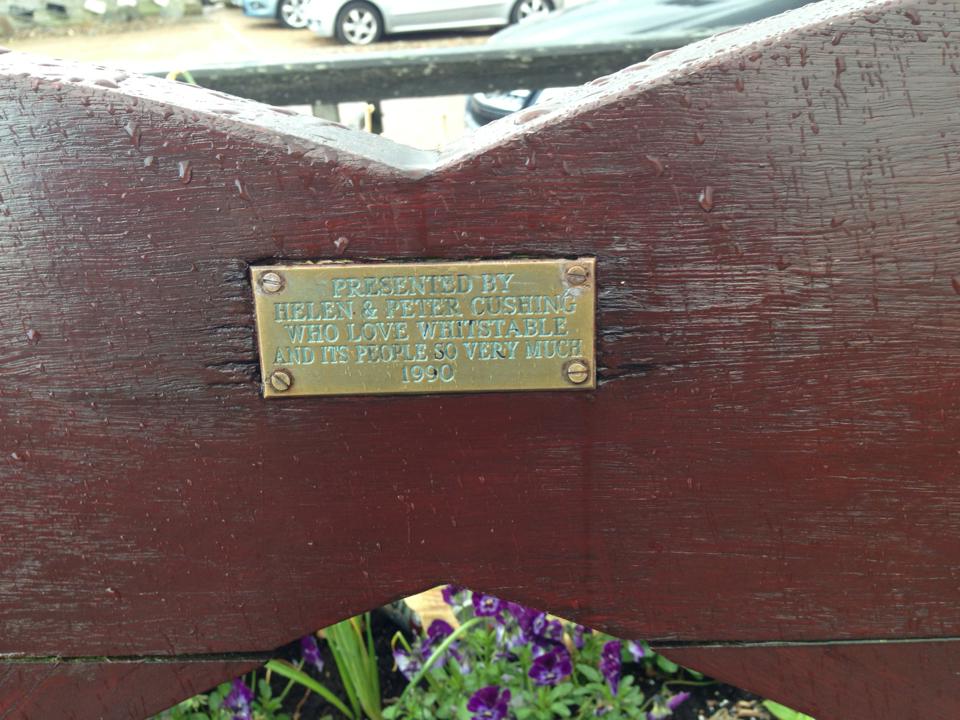 PRESENTED BY
HELEN & PETER CUSHING
WHO LOVE WHITSTABLE
AND ITS PEOPLE SO VERY MUCH
1990